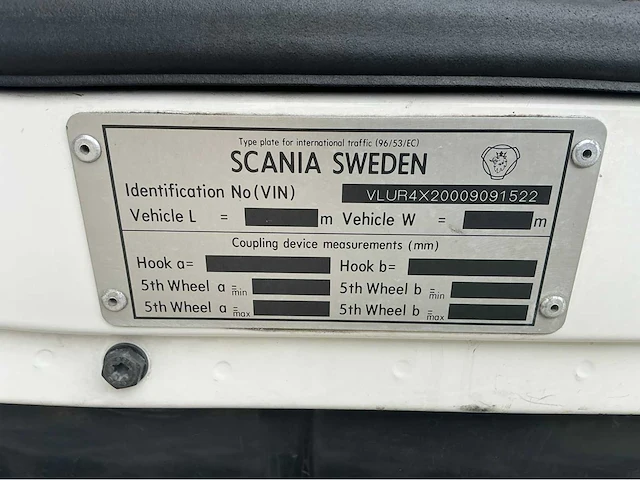 Type plate for international traffic (96/53/EC)
SCANIA SWEDEN
Identification No (VIN) VLUR4X20009091522
Vehicle L = m Vehicle W = m
Coupling device measurements (mm)
Hook a= Hook b=
5th Wheel a = min 5th Wheel b = min
5th Wheel a = max 5th Wheel b = max